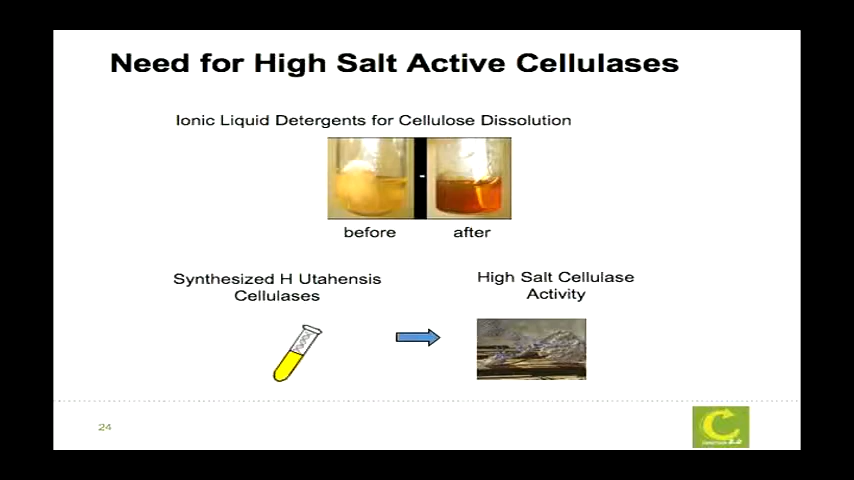 Need for High Salt Active Cellulases
Ionic Liquid Detergents for Cellulose Dissolution
before
after
Synthesized H Utahensis
Cellulases
High Salt Cellulase
Activity
24